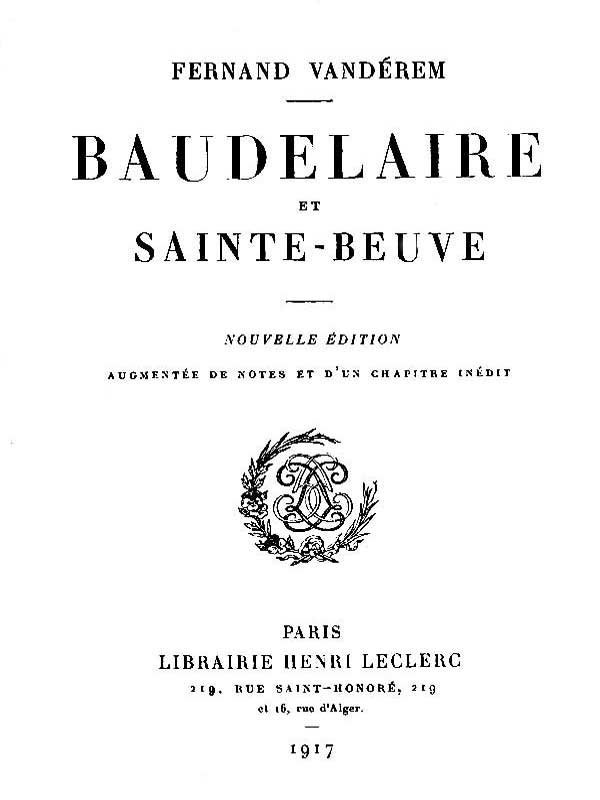 FERNAND VANDÉREM
BAUDELAIRE
ET
SAINTE-BEUVE
NOUVELLE ÉDITION
AUGMENTÉE DE NOTES ET D'UN CHAPITRE INÉDIT
PARIS
LIBRAIRIE HENRI LECLERC
219, RUE SAINT-HONORÉ, 219
et 16, rue d'Alger.
1917